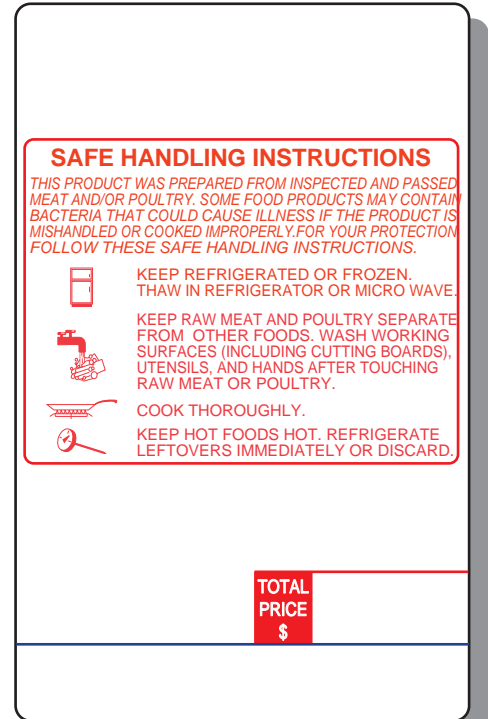 SAFE HANDLING INSTRUCTIONS
THIS PRODUCT WAS PREPARED FROM INSPECTED AND PASSED
MEAT AND/OR POULTRY. SOME FOOD PRODUCTS MAY CONTAIN
BACTERIA THAT COULD CAUSE ILLNESS IF THE PRODUCT IS
MISHANDLED OR COOKED IMPROPERLY.FOR YOUR PROTECTION
FOLLOW THESE SAFE HANDLING INSTRUCTIONS.
KEEP REFRIGERATED OR FROZEN.
THAW IN REFRIGERATOR OR MICRO WAVE.
KEEP RAW MEAT AND POULTRY SEPARATE
FROM OTHER FOODS. WASH WORKING
SURFACES (INCLUDING CUTTING BOARDS),
UTENSILS, AND HANDS AFTER TOUCHING
RAW MEAT OR POULTRY.
COOK THOROUGHLY.
KEEP HOT FOODS HOT. REFRIGERATE
LEFTOVERS IMMEDIATELY OR DISCARD.
TOTAL
PRICE
$